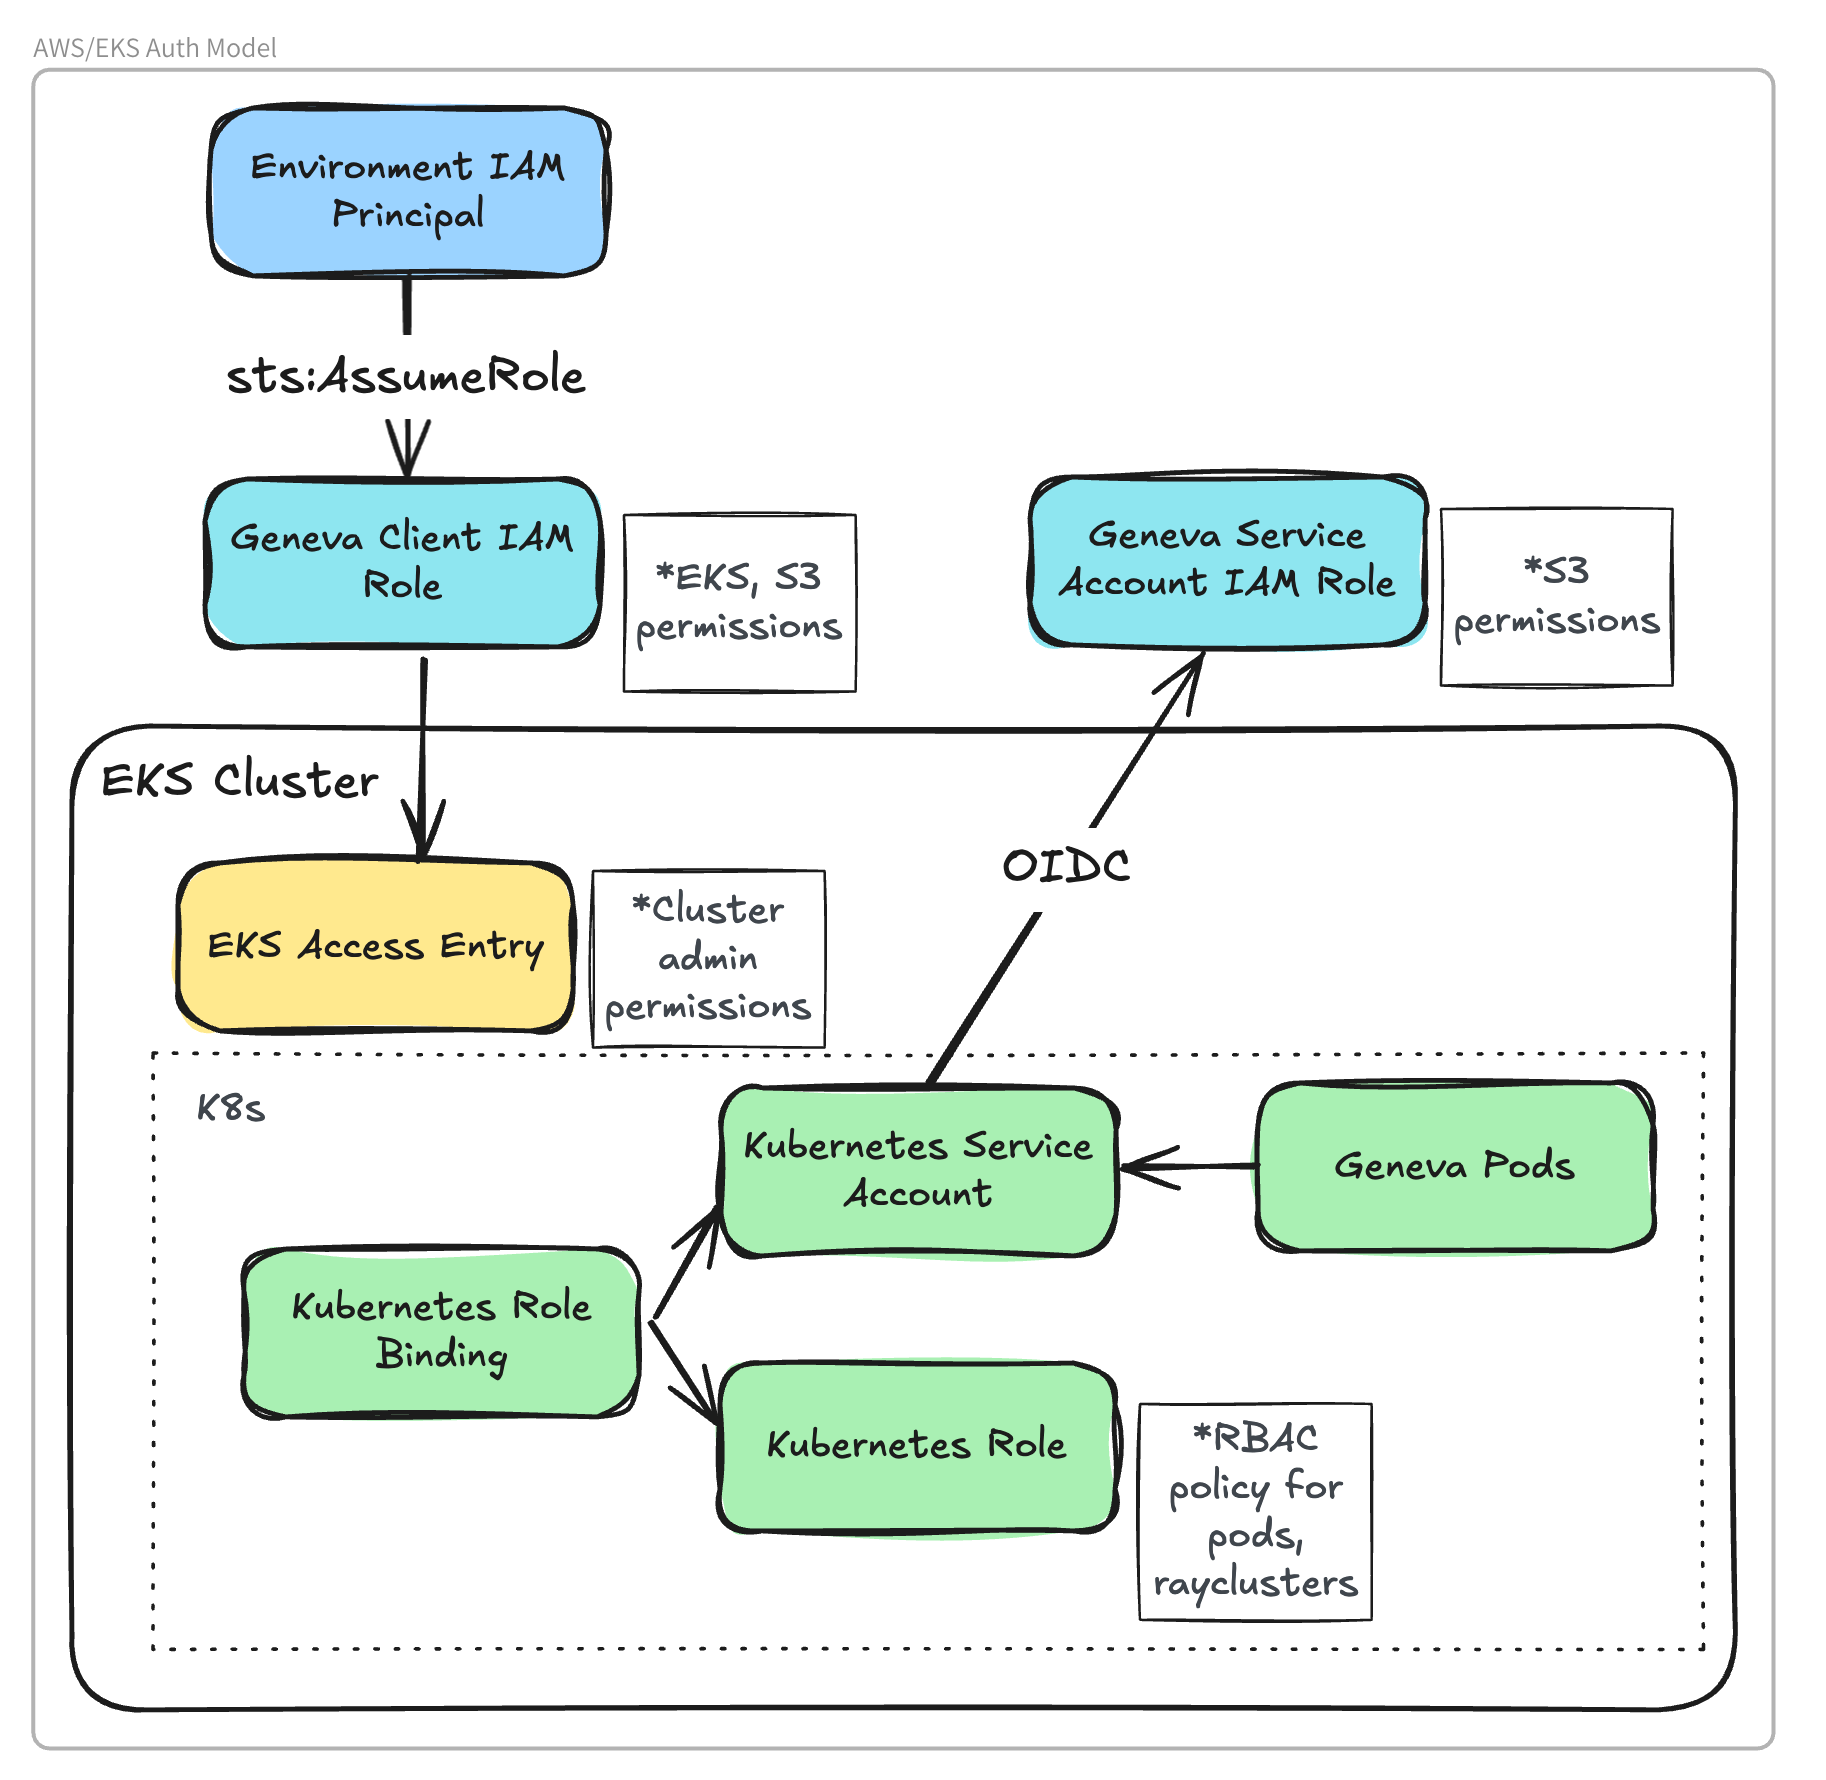 AWS/EKS Auth Model
Environment IAM
Principal
sts:AssumeRole
Geneva Client IAM
Role
*EKS, S3
permissions
Geneva Service
Account IAM Role
*S3
permissions
EKS Cluster
OIDC
EKS Access Entry
*Cluster
admin
permissions
K8s
Kubernetes Service
Account
Geneva Pods
Kubernetes Role
Binding
Kubernetes Role
*RBAC
policy for
pods,
rayclusters